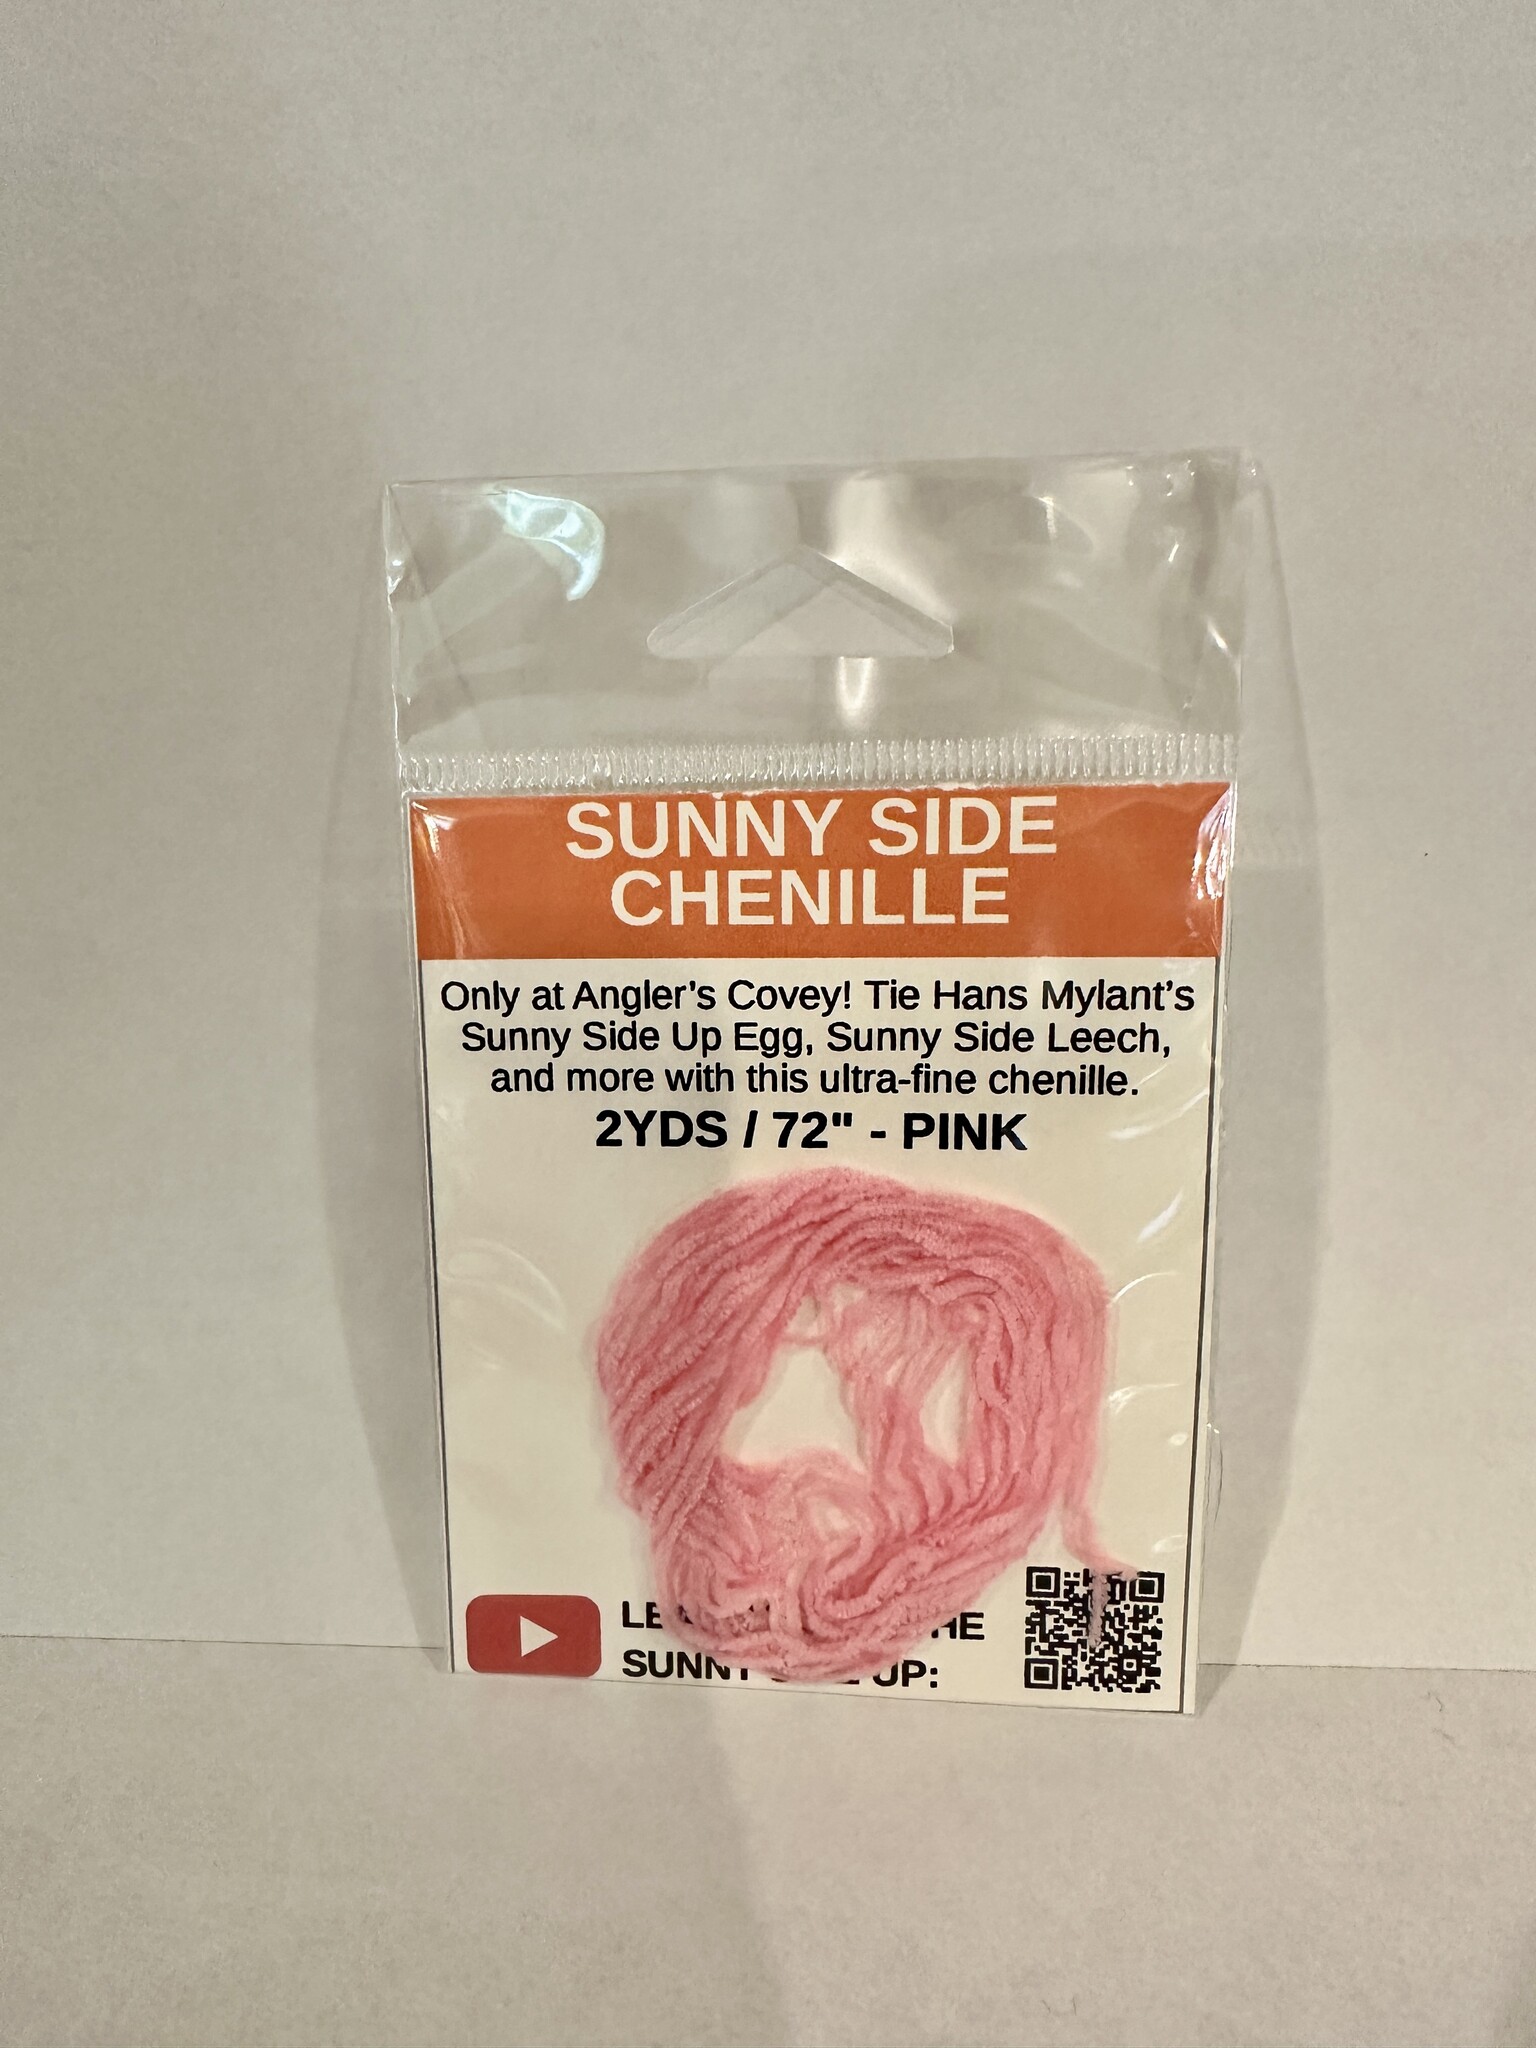 SUNNY SIDE
CHENILLE
Only at Angler's Covey! Tie Hans Mylant's
Sunny Side Up Egg, Sunny Side Leech,
and more with this ultra-fine chenille.
2YDS / 72" - PINK
UP: